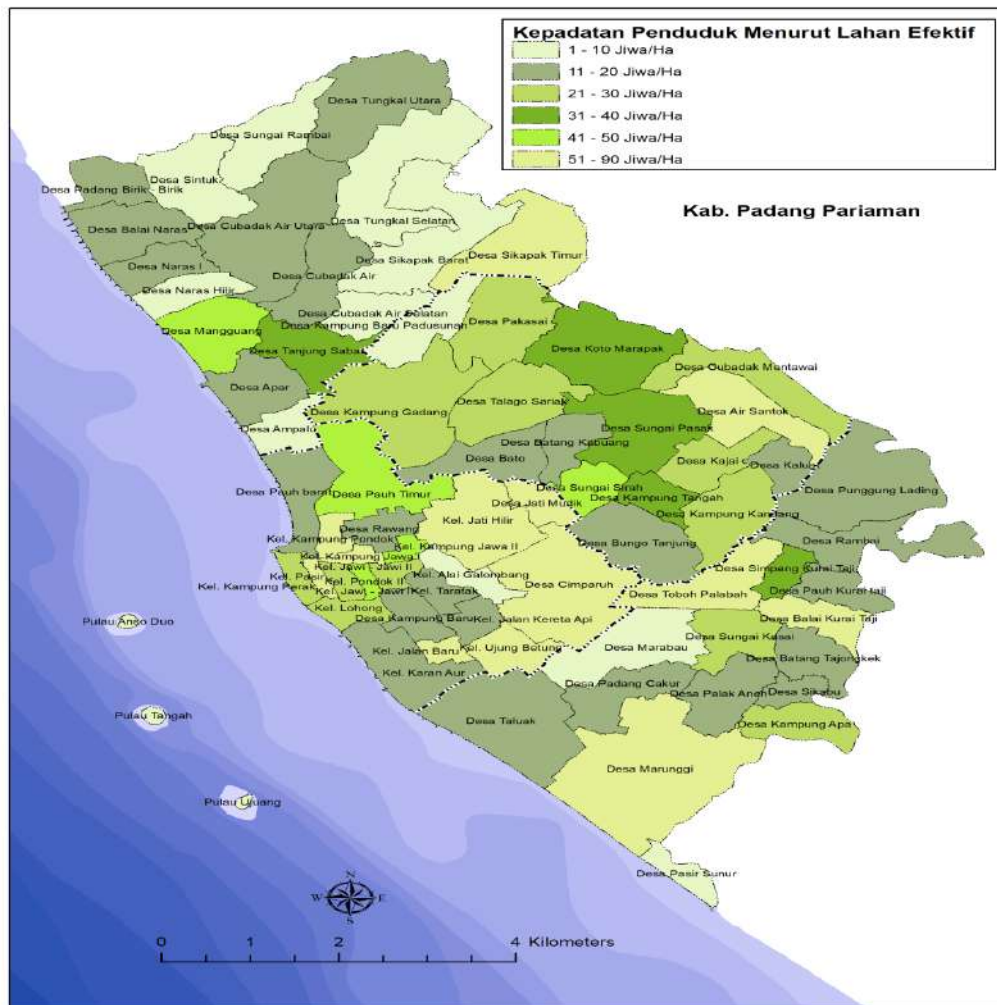 Kepadatan Penduduk Menurut Lahan Efektif
1 - 10 Jiwa/Ha
11 - 20 Jiwa/Ha
21 - 30 Jiwa/Ha
31 - 40 Jiwa/Ha
41 - 50 Jiwa/Ha
51 - 90 Jiwa/Ha
Kab. Padang Pariaman
Desa Tungkal Utara
Desa Sungai Rambai
Desa Sintuk
Desa Padang Birik - Birik
Desa Balai Naras
Desa Cubadak Air Utara
Desa Tungkal Selatan
Desa Sikapak Barat
Desa Sikapak Timur
Desa Naras I
Desa Cubadak Air
Desa Naras Hilir
Desa Cubadak Air Selatan
Desa Kampung Baru Padusunan
Desa Mangguang
Desa Tanjung Sabar
Desa Pakasai
Desa Koto Marapak
Desa Cubadak Mentawai
Desa Apar
Desa Talago Sariak
Desa Air Santok
Desa Kampung Gadang
Desa Ampalu
Desa Sungai Pasak
Desa Batang Kabuang
Desa Bato
Desa Kajai
Desa Kaluat
Desa Pauh barat
Desa Pauh Timur
Desa Sungai Sirah
Desa Kampung Tangah
Desa Punggung Lading
Desa Jati Mudik
Kel. Jati Hilir
Desa Kampung Kandang
Desa Rawang
Kel. Kampung Pondok
Kel. Kampung Jawa II
Desa Bungo Tanjung
Desa Rambai
Kel. Kampung Jawa I
Kel. Jawi - Jawi II
Kel. Alai Galombang
Desa Simpang Kurai Taji
Kel. Pasir
Kel. Kampung Perak
Kel. Pondok II
Kel. Jawi - Jawi I
Kel. Taratak
Desa Cimparuh
Desa Toboh Palabah
Desa Pauh Kurai taji
Kel. Lohong
Desa Kampung Baru
Kel. Jalan Kereta Api
Desa Balai Kurai Taji
Pulau Anso Duo
Kel. Jalan Baru
Kel. Ujung Batung
Desa Marabau
Desa Sungai Kasai
Desa Batang Tajongkek
Kel. Karan Aur
Desa Padang Cakur
Desa Palak Aneh
Desa Sikabu
Pulau Tangah
Desa Taluak
Desa Kampung Apa
Desa Marunggi
Pulau Ujuang
Desa Pasir Sunur
N
W E
S
0 1 2 4 Kilometers